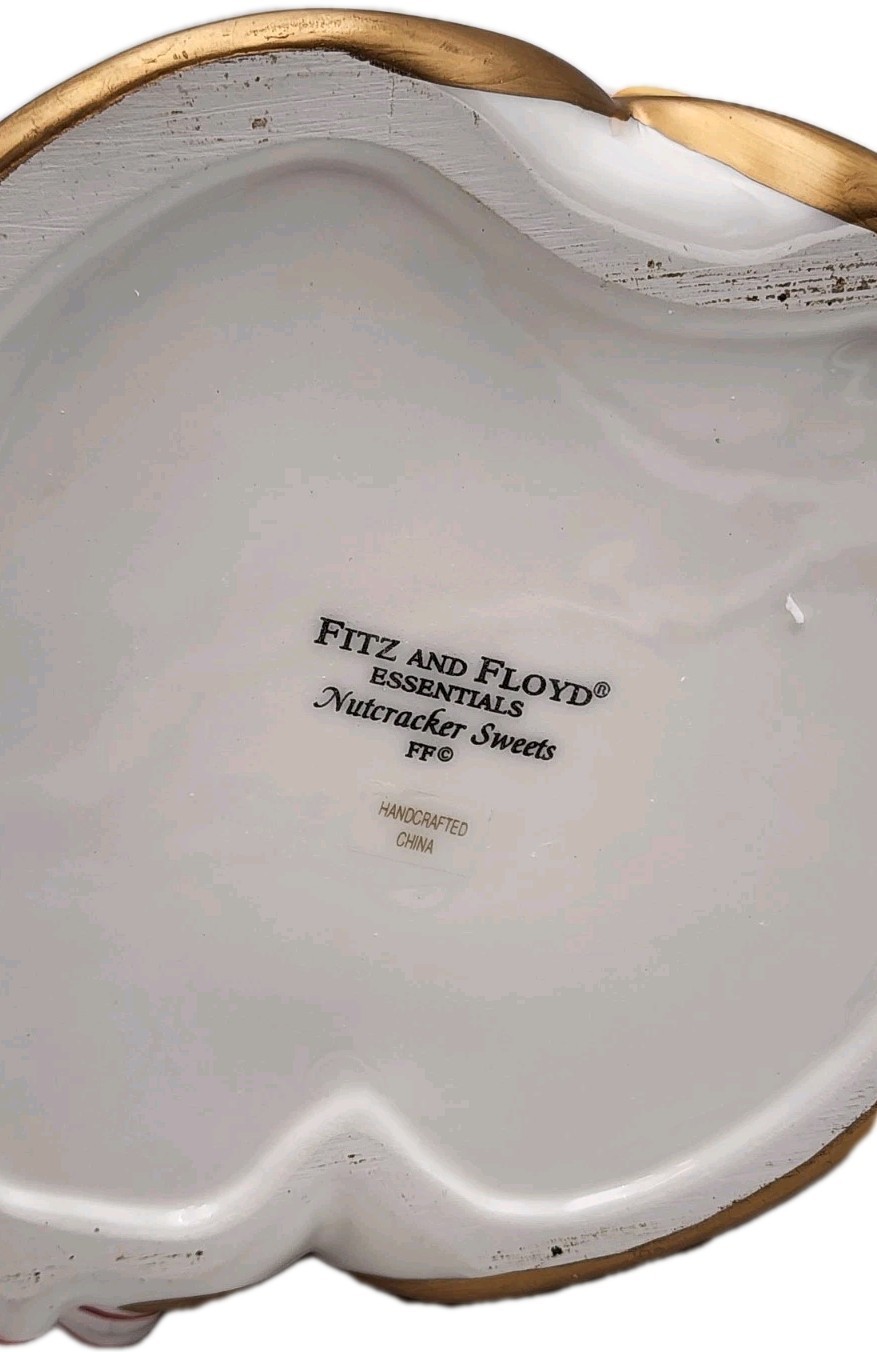 FITZ AND FLOYD®
ESSENTIALS
Nutcracker Sweets
FF©
HANDCRAFTED
CHINA